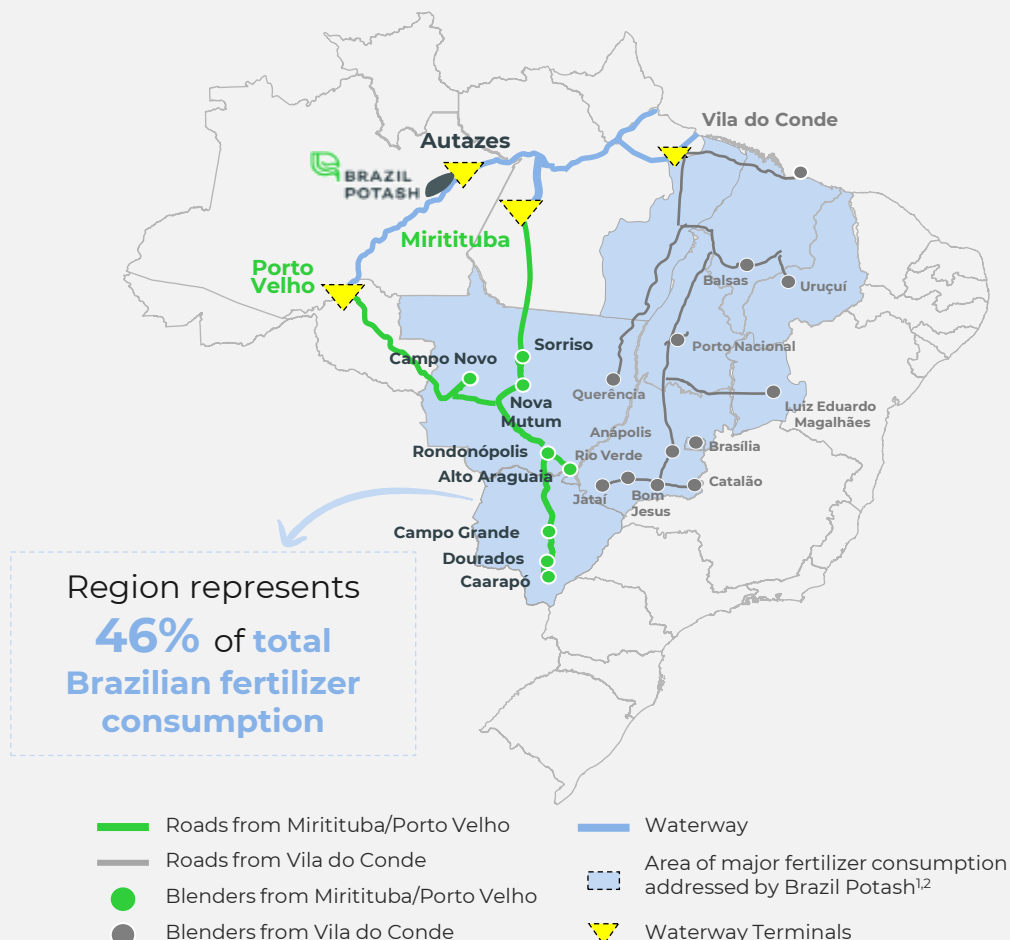 Vila do Conde
Autazes
BRAZIL
POTASH
Miritituba
Porto
Velho
Balsas
Uruçuí
Sorriso
Porto Nacional
Campo Novo
Querência
Nova
Mutum
Luiz Eduardo
Magalhães
Anápolis
Brasília
Rondonópolis
Rio Verde
Alto Araguaia
Catalão
Jataí
Bom
Jesus
Campo Grande
Dourados
Caarapó
Region represents
46% of total
Brazilian fertilizer
consumption
Roads from Miritituba/Porto Velho
Roads from Vila do Conde
Blenders from Miritituba/Porto Velho
Blenders from Vila do Conde
Waterway
Area of major fertilizer consumption
addressed by Brazil Potash1,2
Waterway Terminals